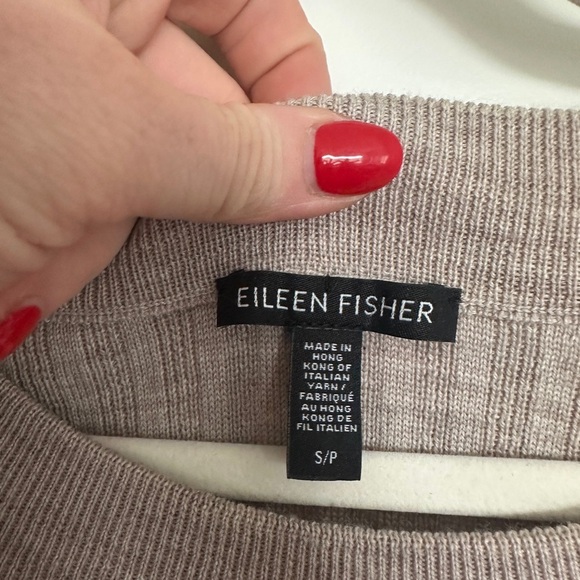 EILEEN FISHER
MADE IN
HONG
KONG OF
ITALIAN
YARN /
FABRIQUÉ
AU HONG
KONG DE
FIL ITALIEN
S/P